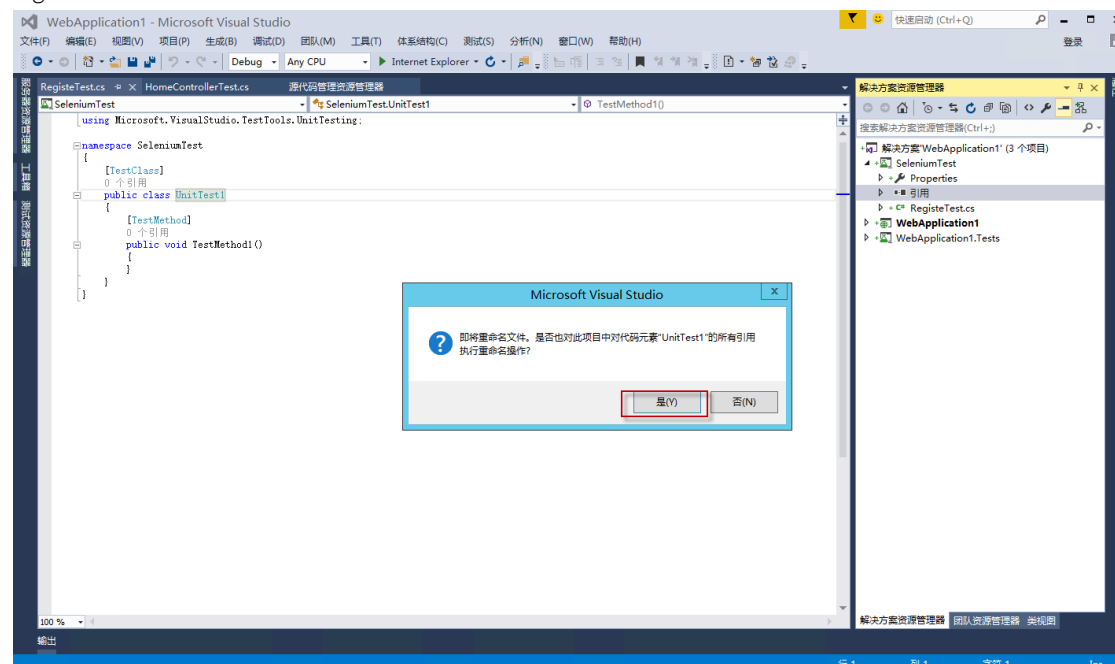 WebApplication1 - Microsoft Visual Studio
快速启动 (Ctrl+Q)
文件(F) 编辑(E) 视图(V) 项目(P) 生成(B) 调试(D) 团队(M) 工具(T) 体系结构(C) 测试(S) 分析(N) 窗口(W) 帮助(H)
登录
Debug Any CPU Internet Explorer
服务器资源管理器
工具箱
测试资源管理器
RegisteTest.cs HomeControllerTest.cs 源代码管理资源管理器
SeleniumTest SeleniumTest.UnitTest1 TestMethod1()
using Microsoft.VisualStudio.TestTools.UnitTesting;
namespace SeleniumTest
{
[TestClass]
0 个引用
public class UnitTest1
{
[TestMethod]
0 个引用
public void TestMethod1()
{
}
}
}
Microsoft Visual Studio
x
即将重命名文件。是否也对此项目中对代码元素"UnitTest1"的所有引用
执行重命名操作?
是(Y) 否(N)
解决方案资源管理器
搜索解决方案资源管理器(Ctrl+;)
解决方案'WebApplication1' (3 个项目)
SeleniumTest
Properties
引用
C# RegisteTest.cs
WebApplication1
WebApplication1.Tests
100 %
解决方案资源管理器 团队资源管理器 类视图
输出